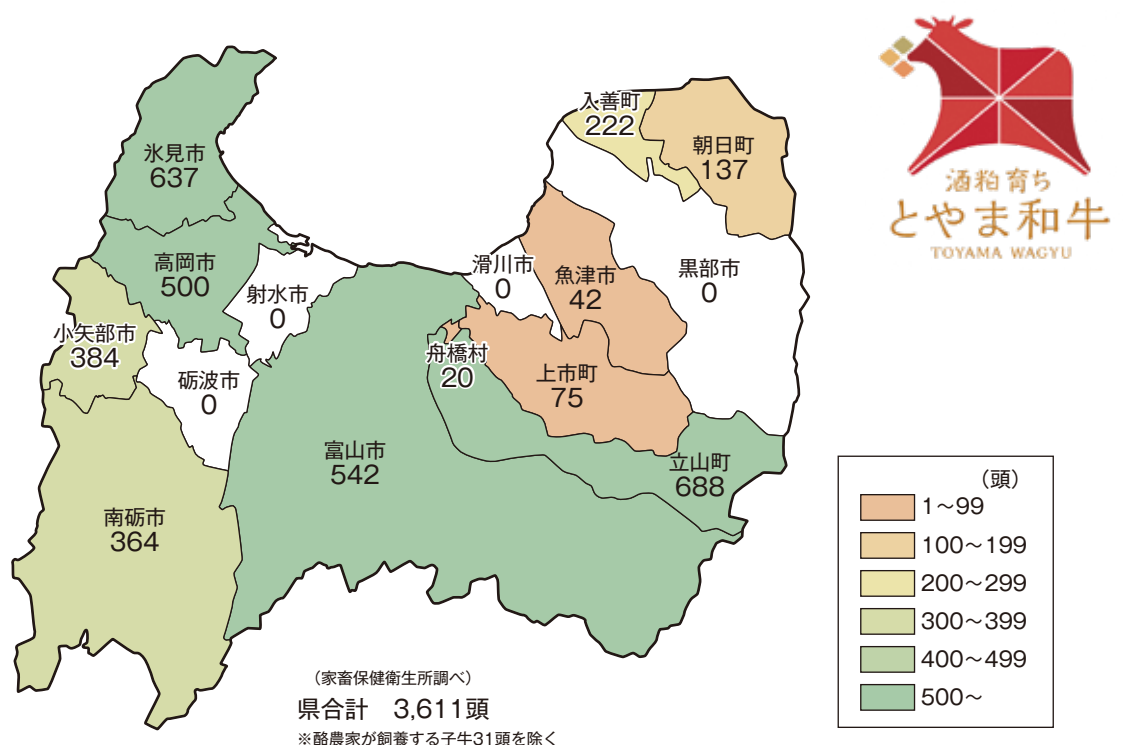 酒粕育ち
とやま和牛
TOYAMA WAGYU
氷見市
637
高岡市
500
射水市
0
小矢部市
384
砺波市
0
南砺市
364
富山市
542
舟橋村
20
滑川市
0
魚津市
42
上市町
75
立山町
688
黒部市
0
入善町
222
朝日町
137
（頭）
1～99
100～199
200～299
300～399
400～499
500～
（家畜保健衛生所調べ）
県合計　3,611頭
※酪農家が飼養する子牛31頭を除く